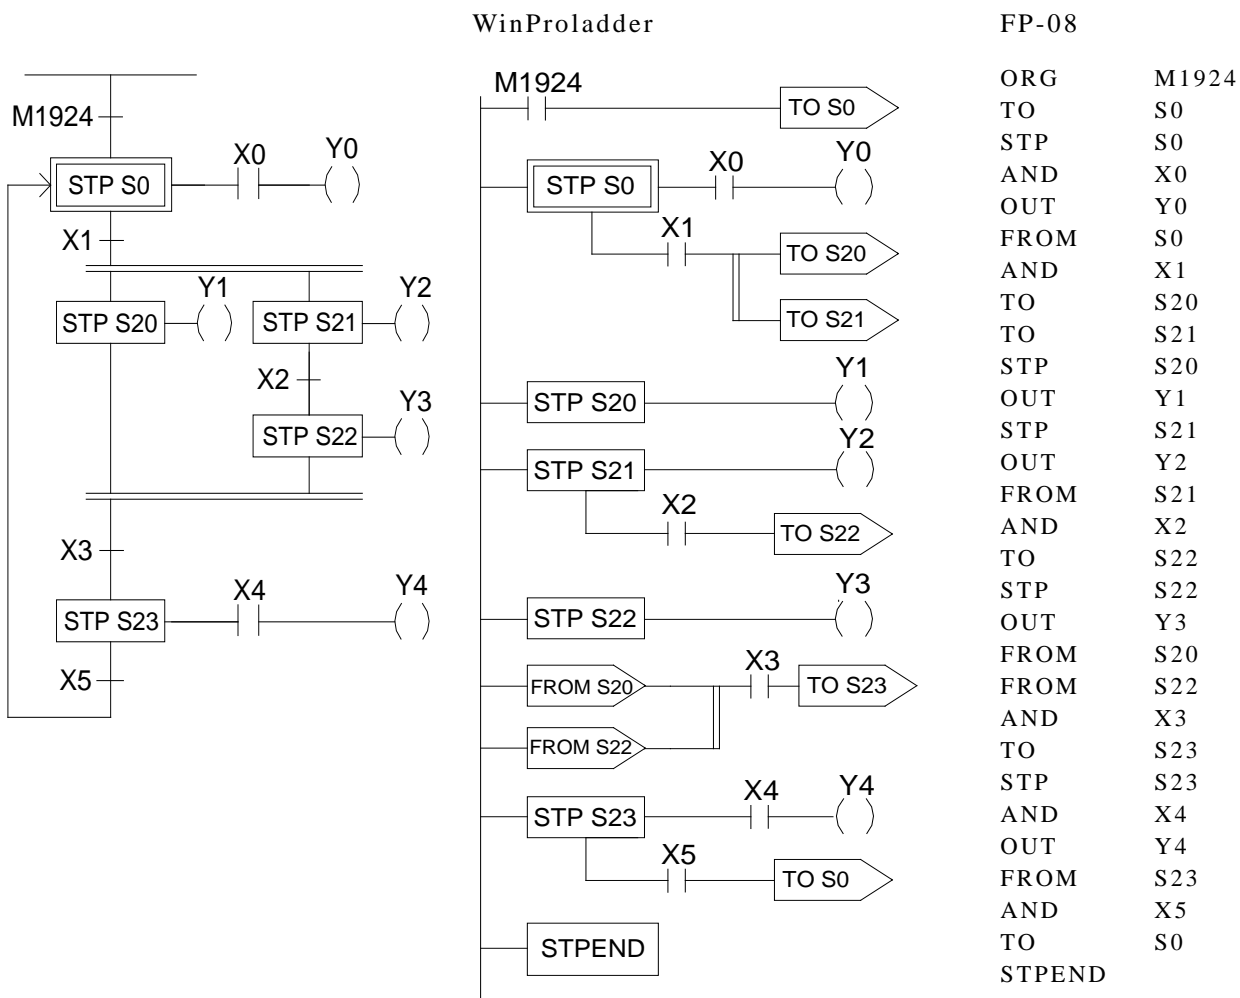 WinProladder
FP-08
M1924
X0
Y0
STP S0
X1
Y1
Y2
STP S20
STP S21
X2
Y3
STP S22
X3
X4
Y4
STP S23
X5
M1924
TO S0
X0
Y0
STP S0
X1
TO S20
TO S21
Y1
STP S20
Y2
STP S21
X2
TO S22
Y3
STP S22
X3
FROM S20
TO S23
FROM S22
X4
Y4
STP S23
X5
TO S0
STPEND
ORG M1924
TO S0
STP S0
AND X0
OUT Y0
FROM S0
AND X1
TO S20
TO S21
STP S20
OUT Y1
STP S21
OUT Y2
FROM S21
AND X2
TO S22
STP S22
OUT Y3
FROM S20
FROM S22
AND X3
TO S23
STP S23
AND X4
OUT Y4
FROM S23
AND X5
TO S0
STPEND